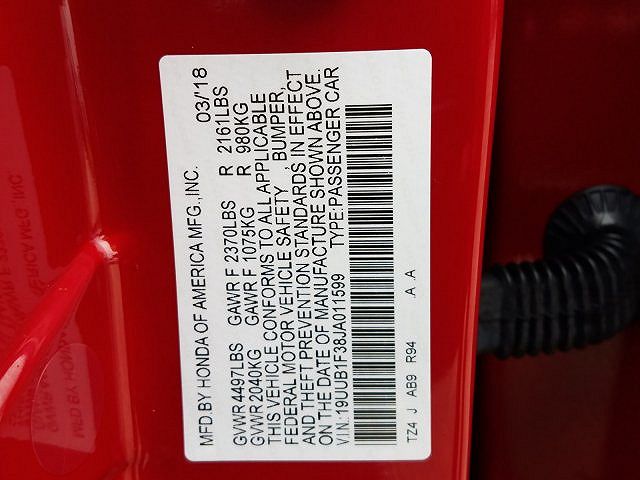 MFD.BY HONDA OF AMERICA MFG.,INC. 03/'18
GVWR 4497LBS GAWR F 2370LBS R 2161LBS
GVWR 2040KG GAWR F 1075KG R 980KG
THIS VEHICLE CONFORMS TO ALL APPLICABLE
FEDERAL MOTOR VEHICLE SAFETY , BUMPER,
AND THEFT PREVENTION STANDARDS IN EFFECT
ON THE DATE OF MANUFACTURE SHOWN ABOVE.
V.I.N.: 19UUB1F38JA011599 TYPE:PASSENGER CAR
TZ4 J AB9 R94 .A .A